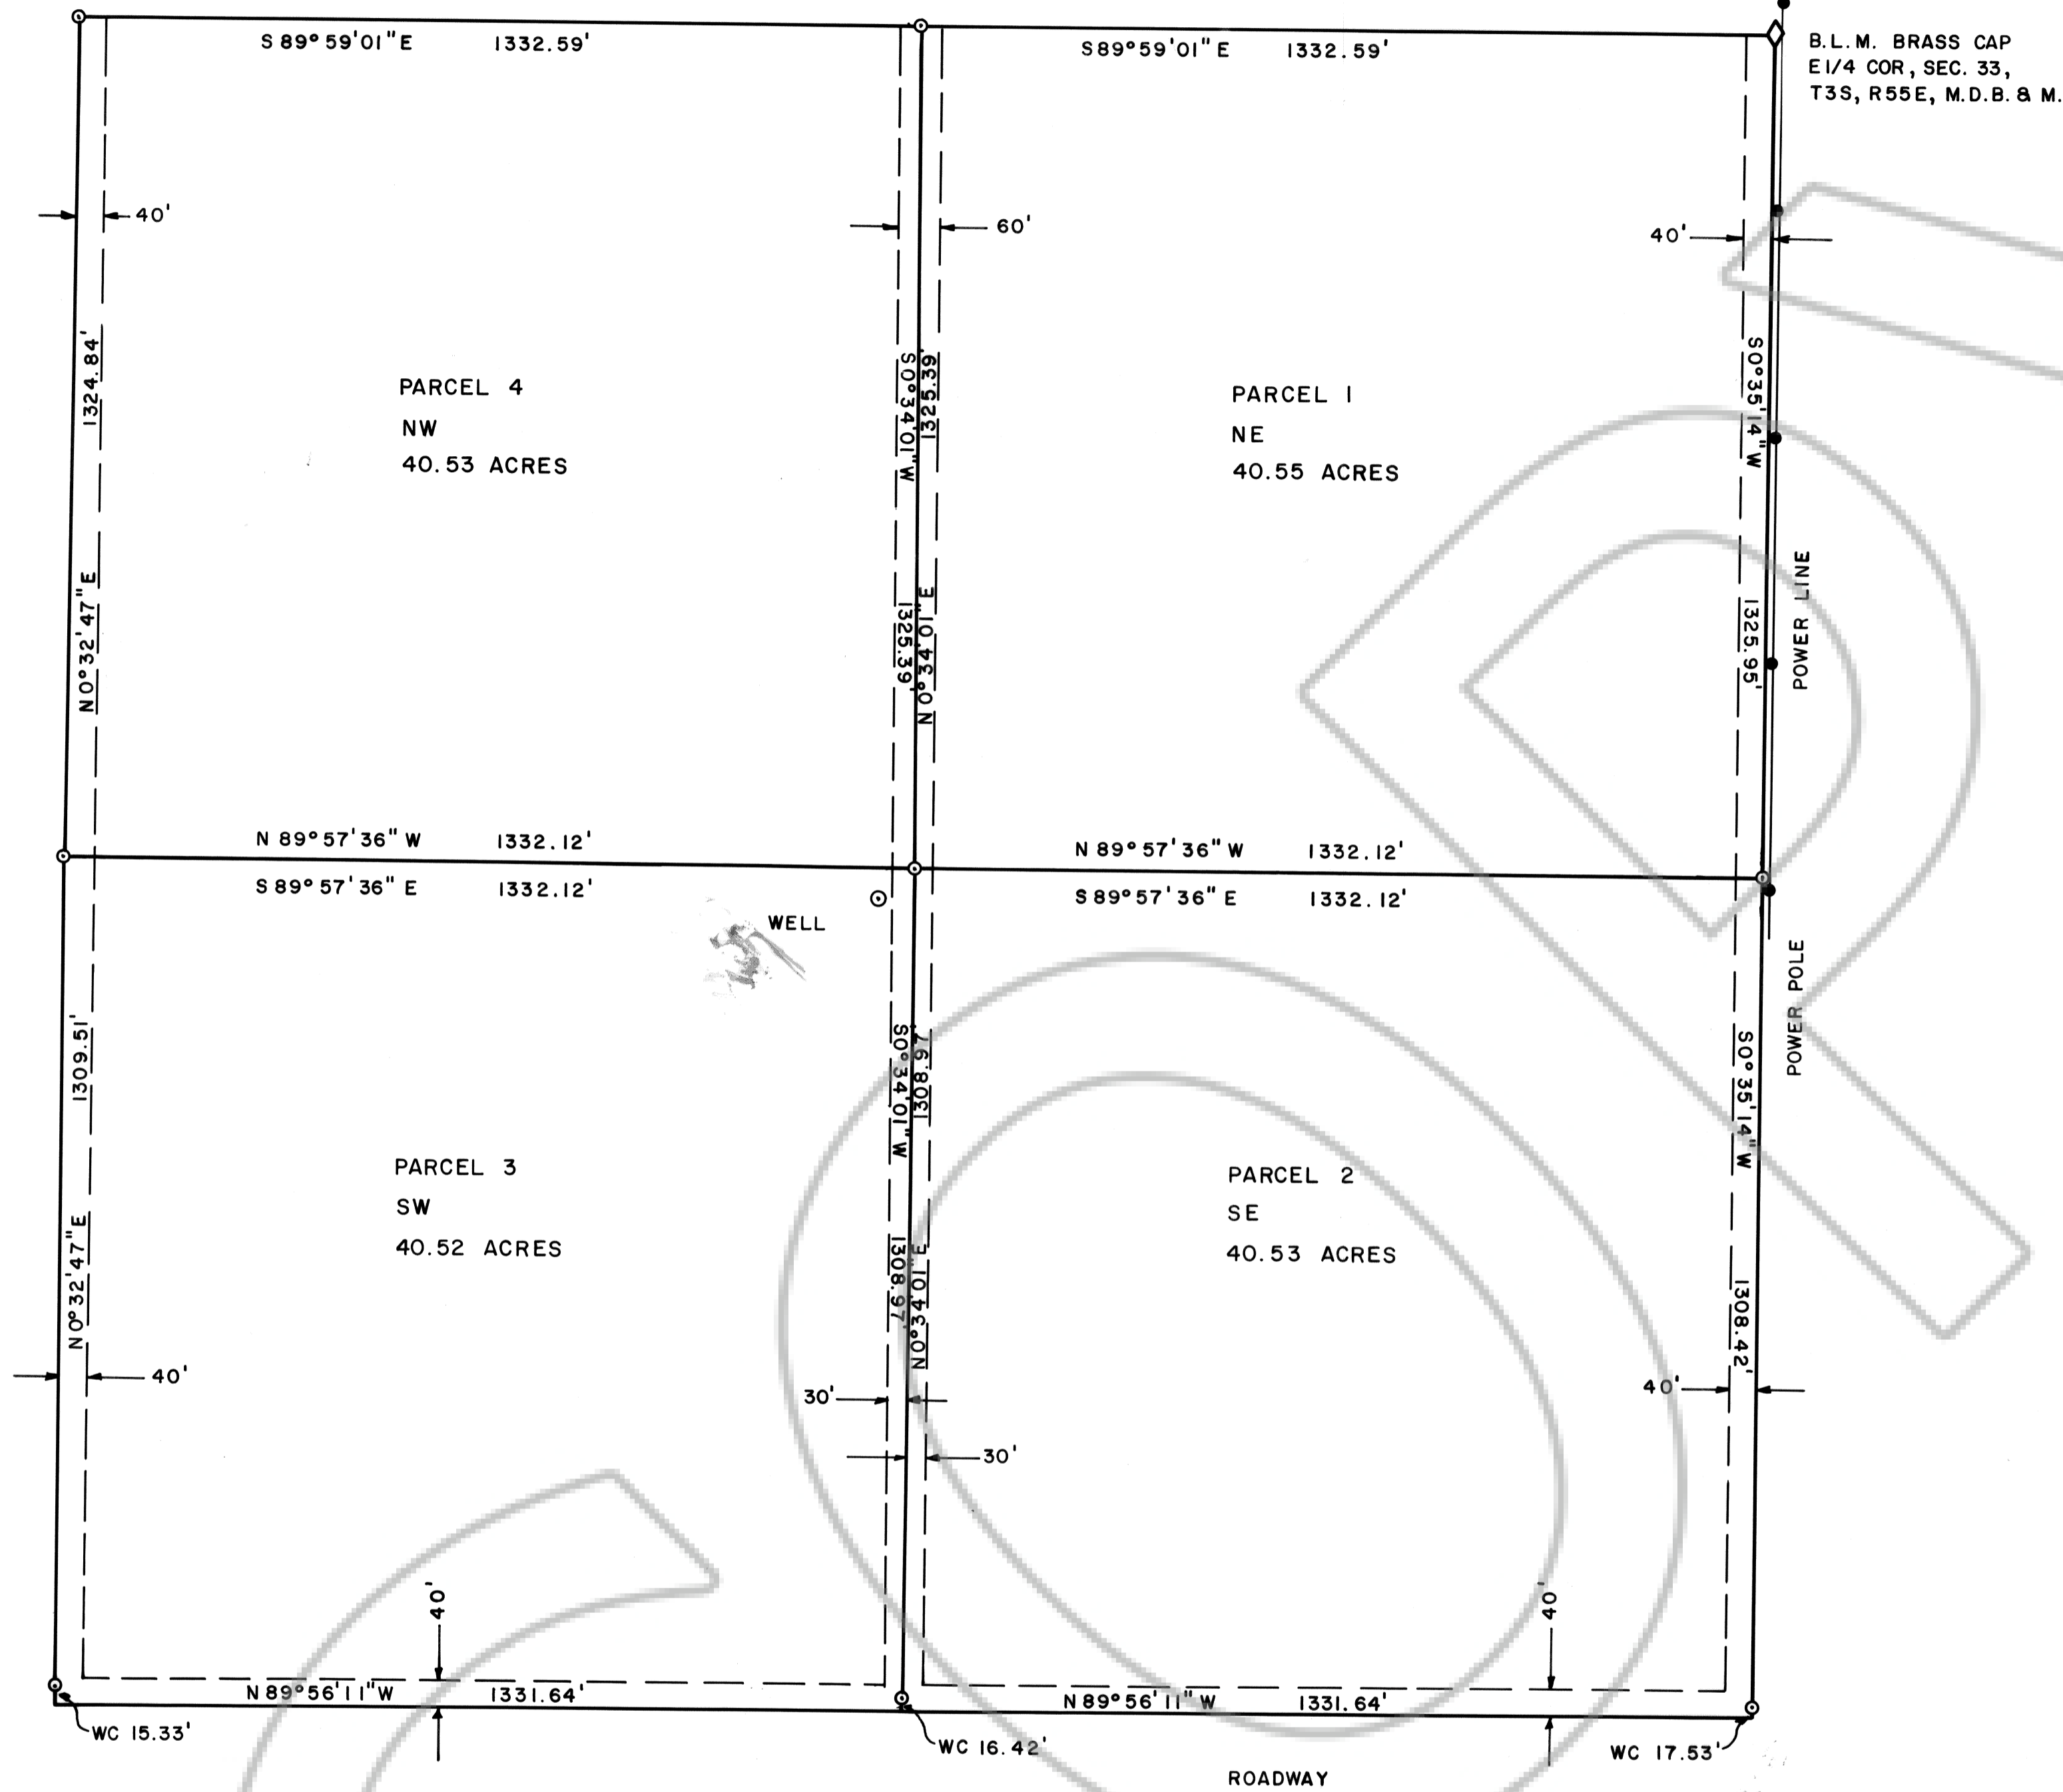 S 89°59'01" E 1332.59'
S 89°59'01" E 1332.59'
B.L.M. BRASS CAP
E1/4 COR, SEC. 33,
T3S, R55E, M.D.B. & M.
40'
60'
40'
1324.84'
N0°32'47"E
PARCEL 4
NW
40.53 ACRES
S0°34'01"W
1325.39'
1325.39'
N0°34'01"E
PARCEL 1
NE
40.55 ACRES
S0°35'14"W
1325.95'
POWER LINE
N 89°57'36" W 1332.12'
N 89°57'36" W 1332.12'
S 89°57'36" E 1332.12'
S 89°57'36" E 1332.12'
WELL
POWER POLE
1309.51'
N0°32'47"E
PARCEL 3
SW
40.52 ACRES
S0°34'01"W
1308.97'
1308.97'
N0°34'01"E
PARCEL 2
SE
40.53 ACRES
S0°35'14"W
1308.42'
40'
30'
30'
40'
40'
40'
N 89°56'11"W 1331.64'
N 89°56'11"W 1331.64'
WC 15.33'
WC 16.42'
WC 17.53'
ROADWAY